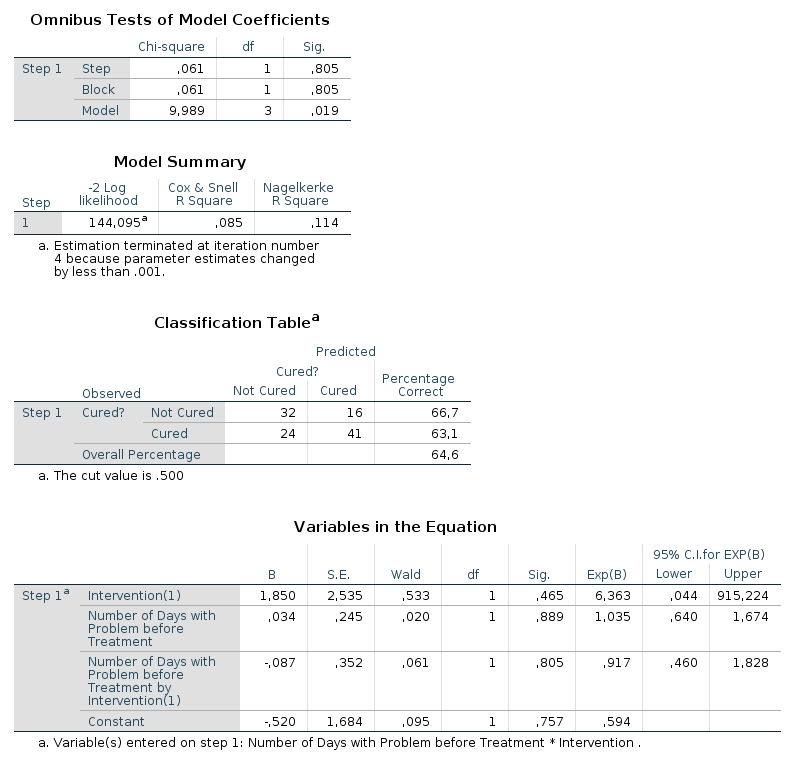 Omnibus Tests of Model Coefficients
Chi-square df Sig.
Step 1 Step ,061 1 ,805
Block ,061 1 ,805
Model 9,989 3 ,019
Model Summary
Step -2 Log likelihood Cox & Snell R Square Nagelkerke R Square
1 144,095a ,085 ,114
a. Estimation terminated at iteration number
4 because parameter estimates changed
by less than .001.
Classification Tablea
Predicted
Cured? Percentage Correct
Observed Not Cured Cured
Step 1 Cured? Not Cured 32 16 66,7
Cured 24 41 63,1
Overall Percentage 64,6
a. The cut value is .500
Variables in the Equation
95% C.I.for EXP(B)
B S.E. Wald df Sig. Exp(B) Lower Upper
Step 1a Intervention(1) 1,850 2,535 ,533 1 ,465 6,363 ,044 915,224
Number of Days with ,034 ,245 ,020 1 ,889 1,035 ,640 1,674
Problem before
Treatment
Number of Days with -,087 ,352 ,061 1 ,805 ,917 ,460 1,828
Problem before
Treatment by
Intervention(1)
Constant -,520 1,684 ,095 1 ,757 ,594
a. Variable(s) entered on step 1: Number of Days with Problem before Treatment * Intervention .